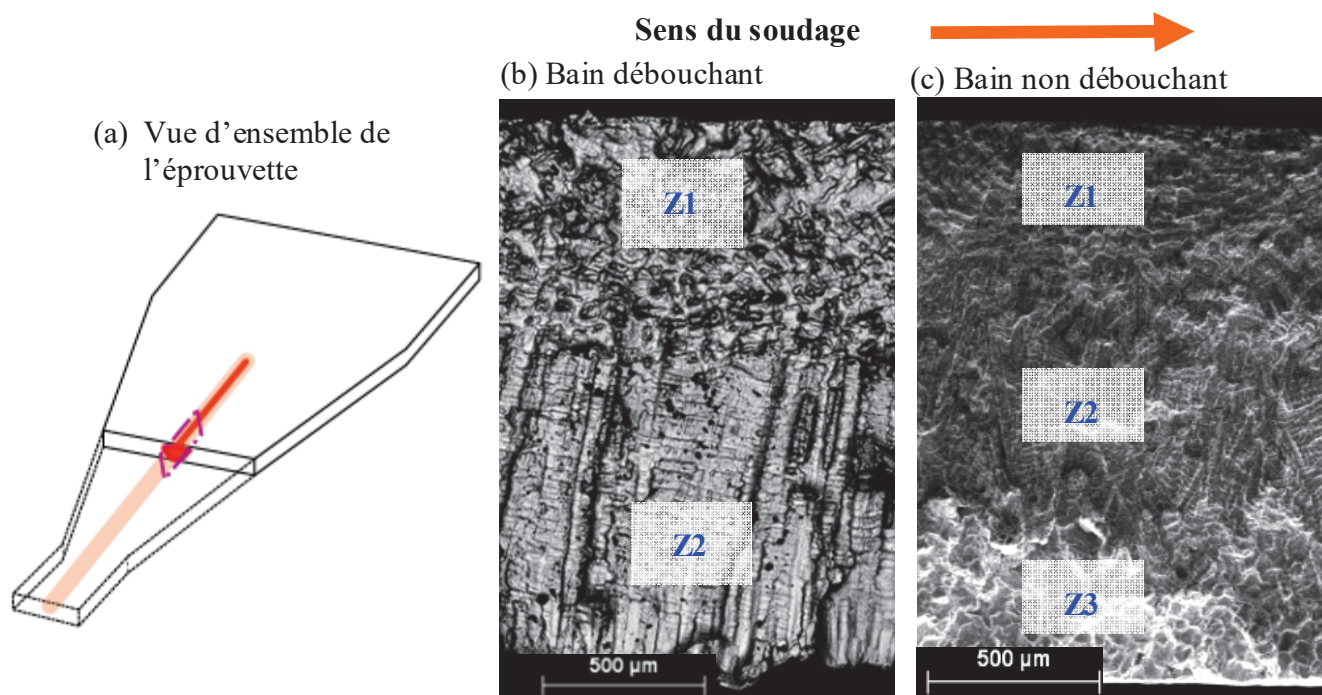 Sens du soudage
(b) Bain débouchant
(c) Bain non débouchant
(a) Vue d’ensemble de
l’éprouvette
Z1
Z2
500 µm
Z1
Z2
Z3
500 µm